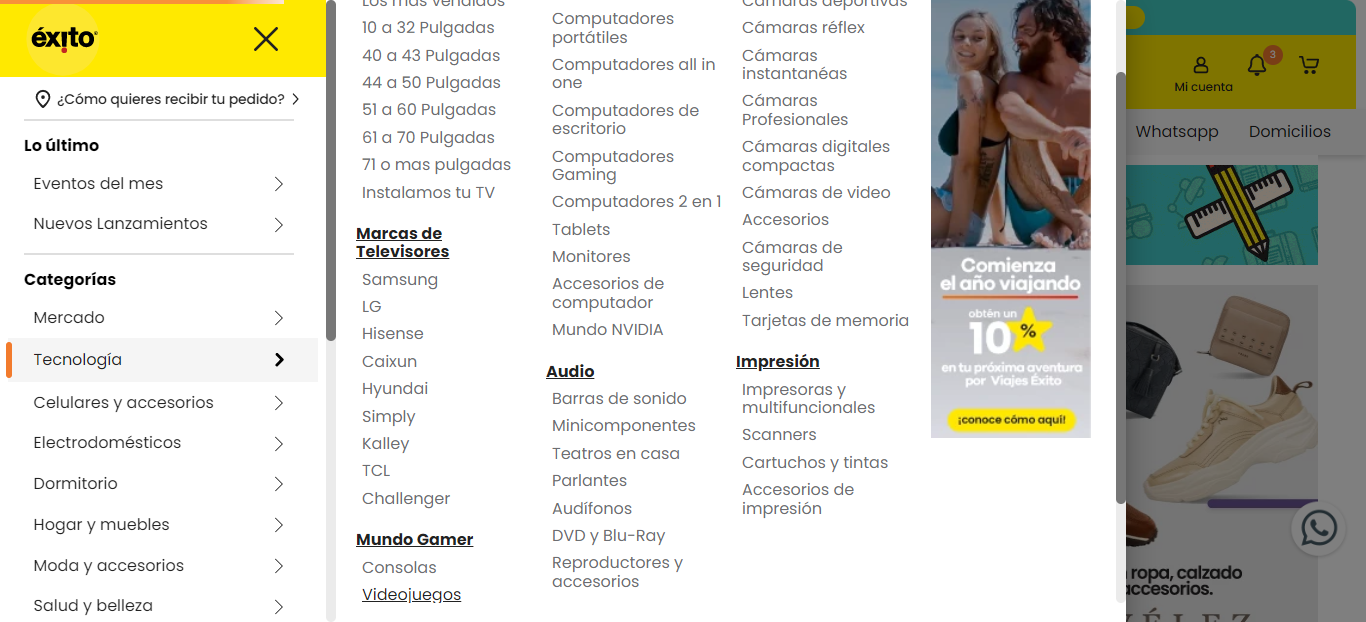 éxito
¿Cómo quieres recibir tu pedido?
Lo último
Eventos del mes
Nuevos Lanzamientos
Categorías
Mercado
Tecnología
Celulares y accesorios
Electrodomésticos
Dormitorio
Hogar y muebles
Moda y accesorios
Salud y belleza
Los más vendidos
10 a 32 Pulgadas
40 a 43 Pulgadas
44 a 50 Pulgadas
51 a 60 Pulgadas
61 a 70 Pulgadas
71 o mas pulgadas
Instalamos tu TV
Marcas de
Televisores
Samsung
LG
Hisense
Caixun
Hyundai
Simply
Kalley
TCL
Challenger
Mundo Gamer
Consolas
Videojuegos
Computadores
portátiles
Computadores all in
one
Computadores de
escritorio
Computadores
Gaming
Computadores 2 en 1
Tablets
Monitores
Accesorios de
computador
Mundo NVIDIA
Audio
Barras de sonido
Minicomponentes
Teatros en casa
Parlantes
Audífonos
DVD y Blu-Ray
Reproductores y
accesorios
Cámaras deportivas
Cámaras réflex
Cámaras
instantanéas
Cámaras
Profesionales
Cámaras digitales
compactas
Cámaras de video
Accesorios
Cámaras de
seguridad
Lentes
Tarjetas de memoria
Impresión
Impresoras y
multifuncionales
Scanners
Cartuchos y tintas
Accesorios de
impresión
Comienza
el año viajando
obtén un
10%
en tu próxima aventura
por Viajes Éxito
¡conoce cómo aquí!
3
Mi cuenta
Whatsapp
Domicilios
ropa, calzado
accesorios.
VÉLEZ